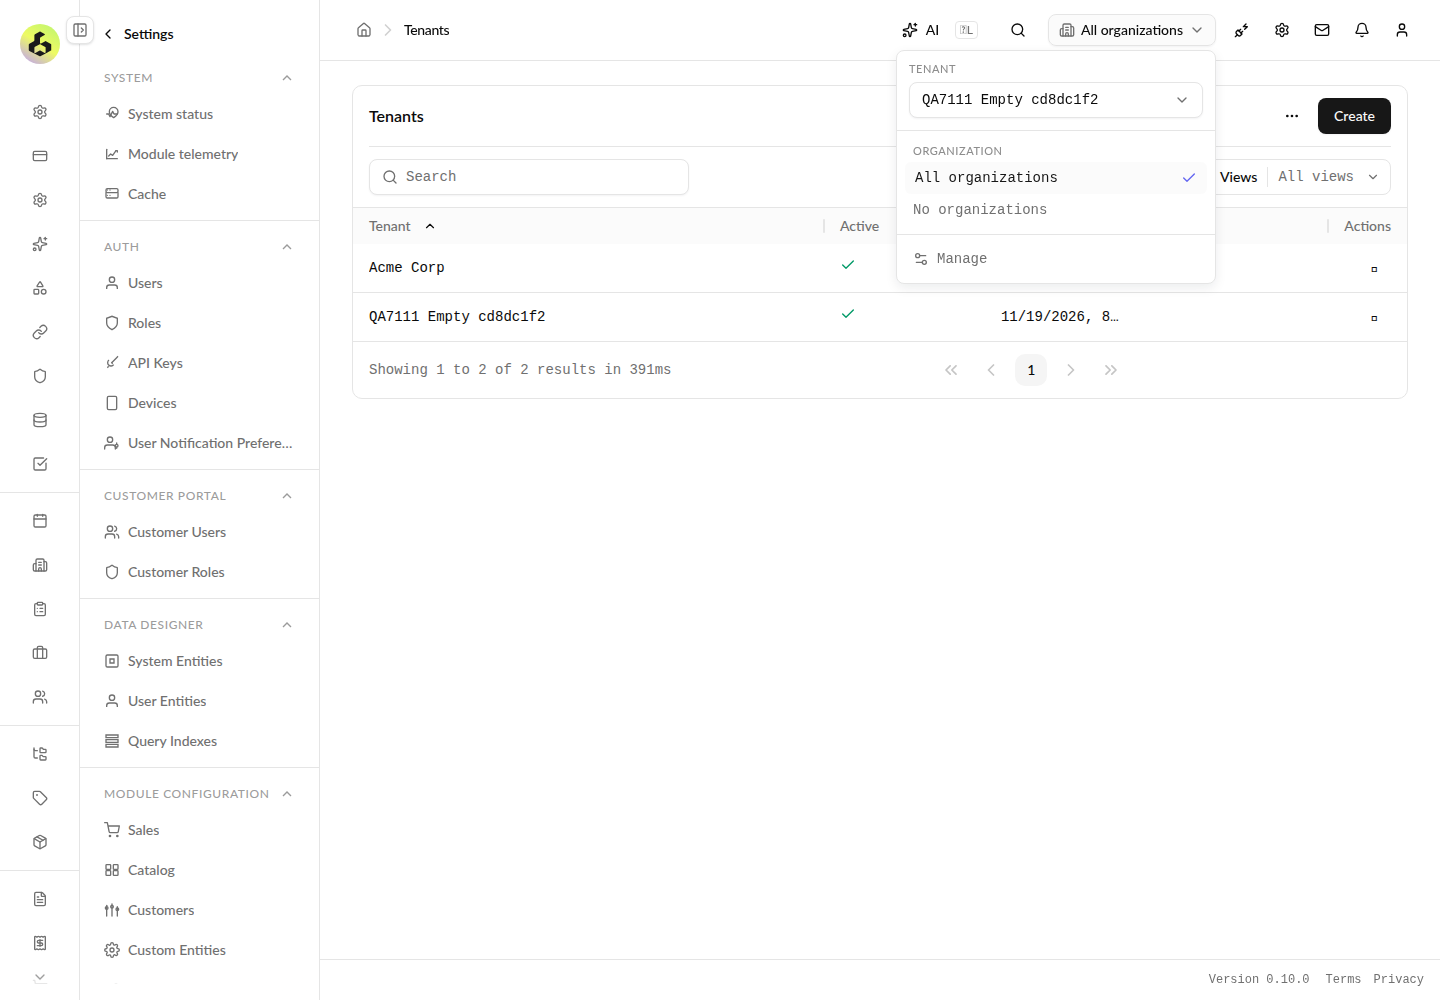 Settings
SYSTEM
System status
Module telemetry
Cache
AUTH
Users
Roles
API Keys
Devices
User Notification Prefere...
CUSTOMER PORTAL
Customer Users
Customer Roles
DATA DESIGNER
System Entities
User Entities
Query Indexes
MODULE CONFIGURATION
Sales
Catalog
Customers
Custom Entities
Tenants
AI
L
All organizations
TENANT
QA7111 Empty cd8dc1f2
ORGANIZATION
All organizations
No organizations
Manage
Tenants
Create
Search
Views
All views
Tenant
Active
Actions
Acme Corp
QA7111 Empty cd8dc1f2
11/19/2026, 8…
Showing 1 to 2 of 2 results in 391ms
1
Version 0.10.0
Terms
Privacy